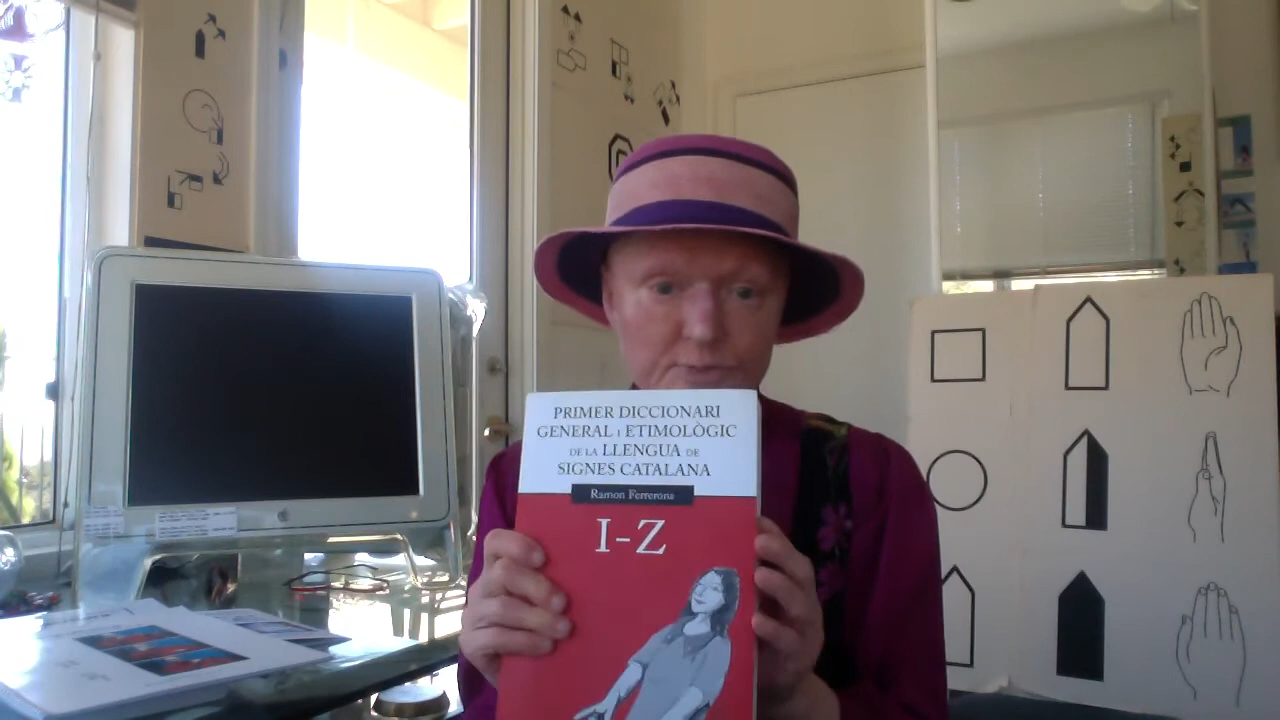 PRIMER DICCIONARI
GENERAL I ETIMOLÒGIC
DE LA LLENGUA DE
SIGNES CATALANA
Ramon Ferrerons
I-Z